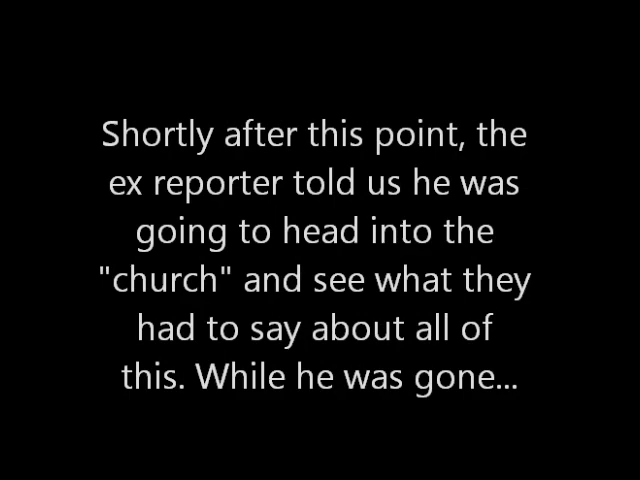 Shortly after this point, the
ex reporter told us he was
going to head into the
"church" and see what they
had to say about all of
this. While he was gone...